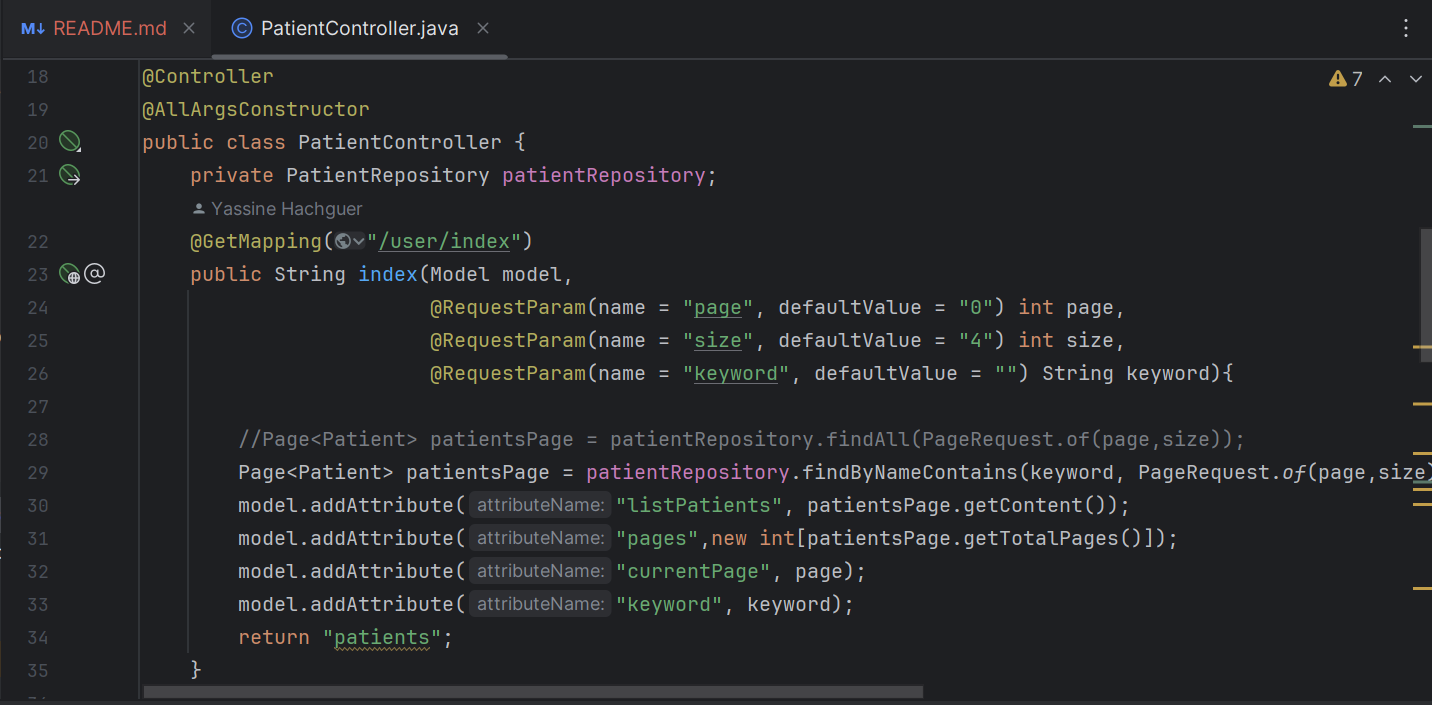 M↓ README.md × C PatientController.java ×
18 @Controller 7
19 @AllArgsConstructor
20 public class PatientController {
21 private PatientRepository patientRepository;
Yassine Hachguer
22 @GetMapping("/user/index")
23 @ public String index(Model model,
24 @RequestParam(name = "page", defaultValue = "0") int page,
25 @RequestParam(name = "size", defaultValue = "4") int size,
26 @RequestParam(name = "keyword", defaultValue = "") String keyword){
27
28 //Page<Patient> patientsPage = patientRepository.findAll(PageRequest.of(page,size));
29 Page<Patient> patientsPage = patientRepository.findByNameContains(keyword, PageRequest.of(page,size)
30 model.addAttribute( attributeName: "listPatients", patientsPage.getContent());
31 model.addAttribute( attributeName: "pages",new int[patientsPage.getTotalPages()]);
32 model.addAttribute( attributeName: "currentPage", page);
33 model.addAttribute( attributeName: "keyword", keyword);
34 return "patients";
35 }